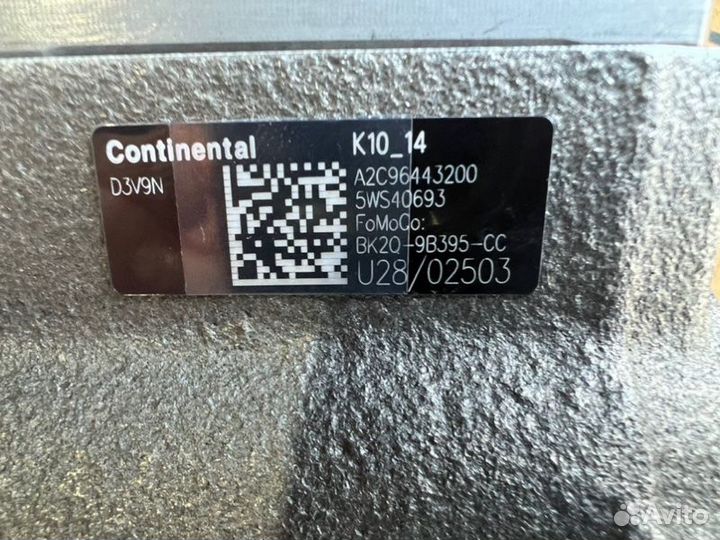 Continental K10_14
D3V9N A2C96443200
5WS40693
FoMoCo:
BK2Q-9B395-CC
U28/02503
Avito